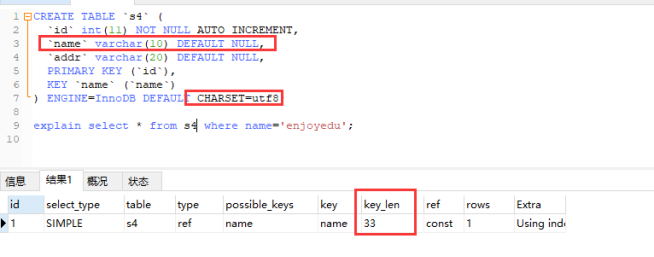 1 CREATE TABLE `s4` (
2 `id` int(11) NOT NULL AUTO_INCREMENT,
3 `name` varchar(10) DEFAULT NULL,
4 `addr` varchar(20) DEFAULT NULL,
5 PRIMARY KEY (`id`),
6 KEY `name` (`name`)
7 ) ENGINE=InnoDB DEFAULT CHARSET=utf8
8
9 explain select * from s4 where name='enjoyedu';
10
信息 结果1 概况 状态
id select_type table type possible_keys key key_len ref rows Extra
1 SIMPLE s4 ref name name 33 const 1 Using inde